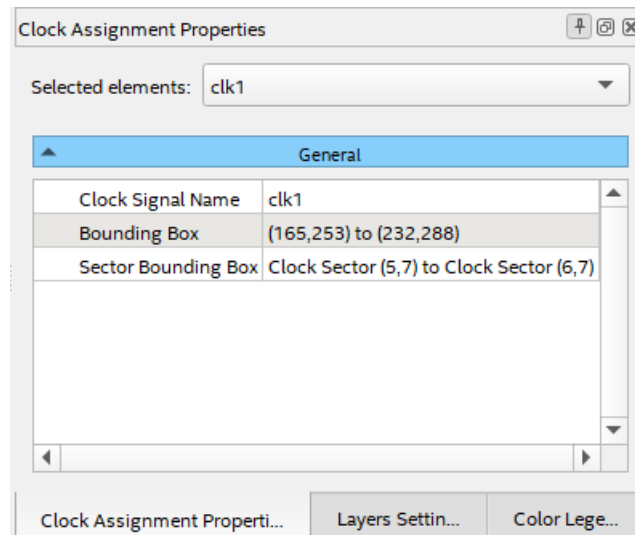 Clock Assignment Properties
Selected elements: clk1
General
Clock Signal Name clk1
Bounding Box (165,253) to (232,288)
Sector Bounding Box Clock Sector (5,7) to Clock Sector (6,7)
Clock Assignment Properti... Layers Settin... Color Lege...